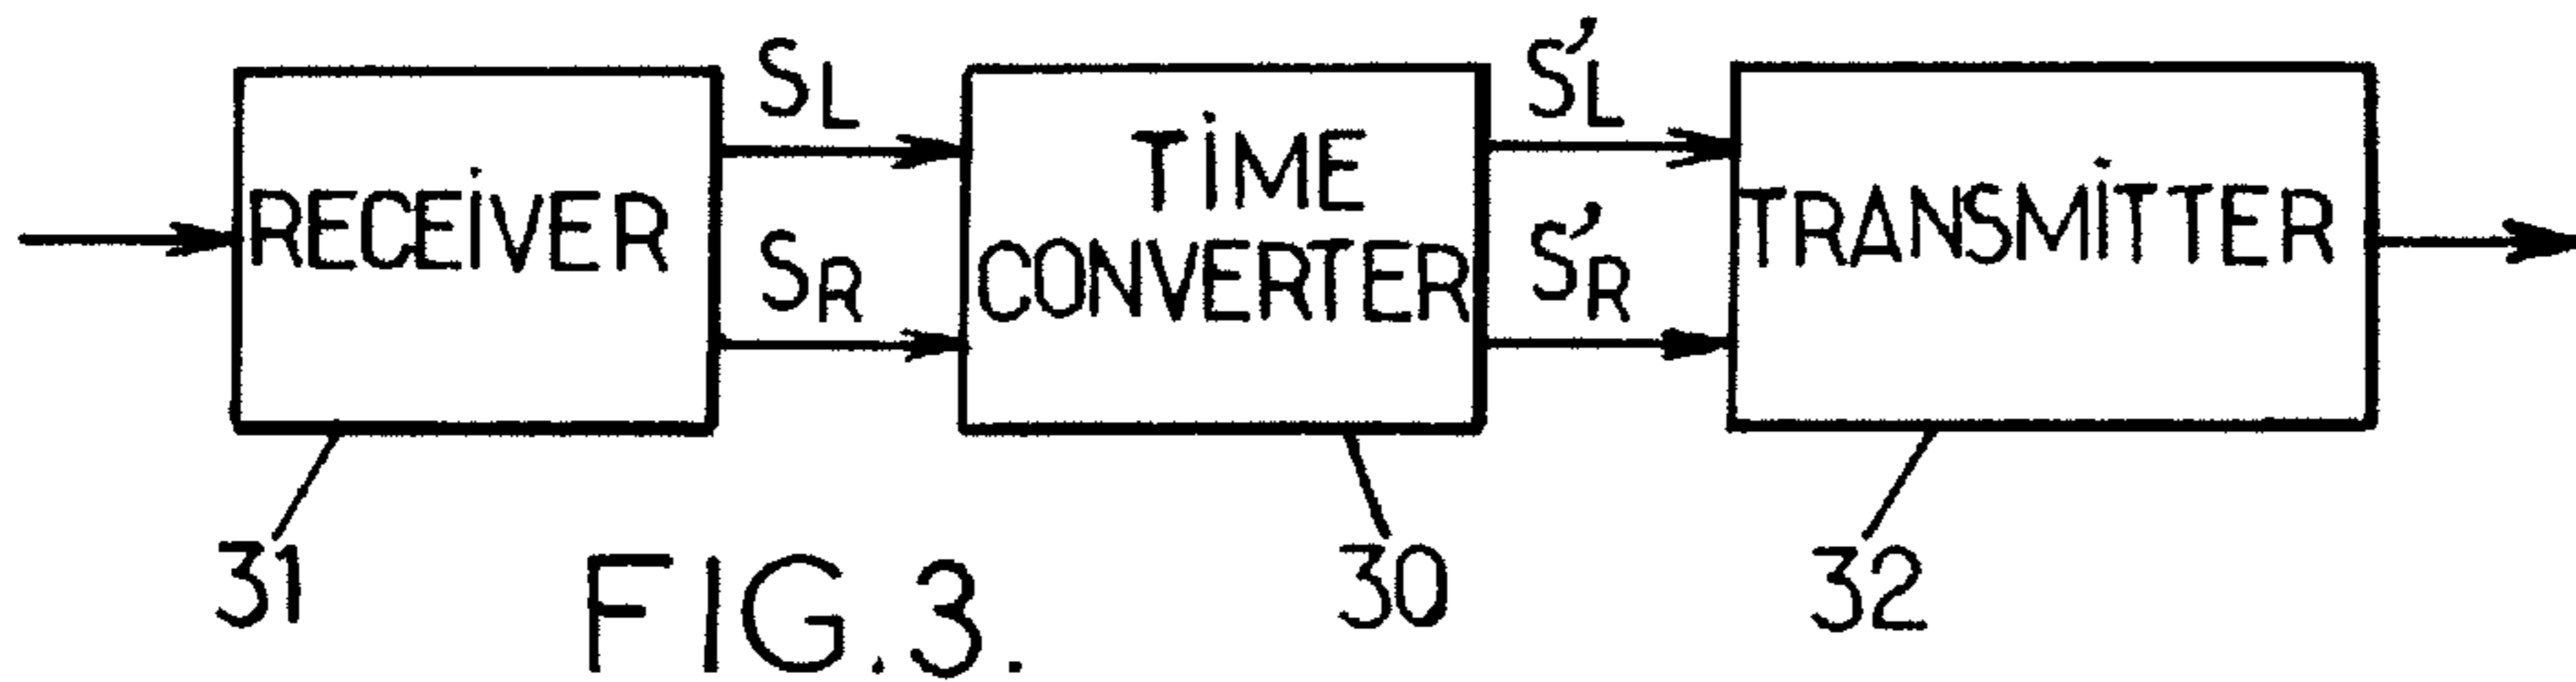 RECEIVER
SL
SR
TIME
CONVERTER
S'L
S'R
TRANSMITTER
31
30
32
FIG.3.